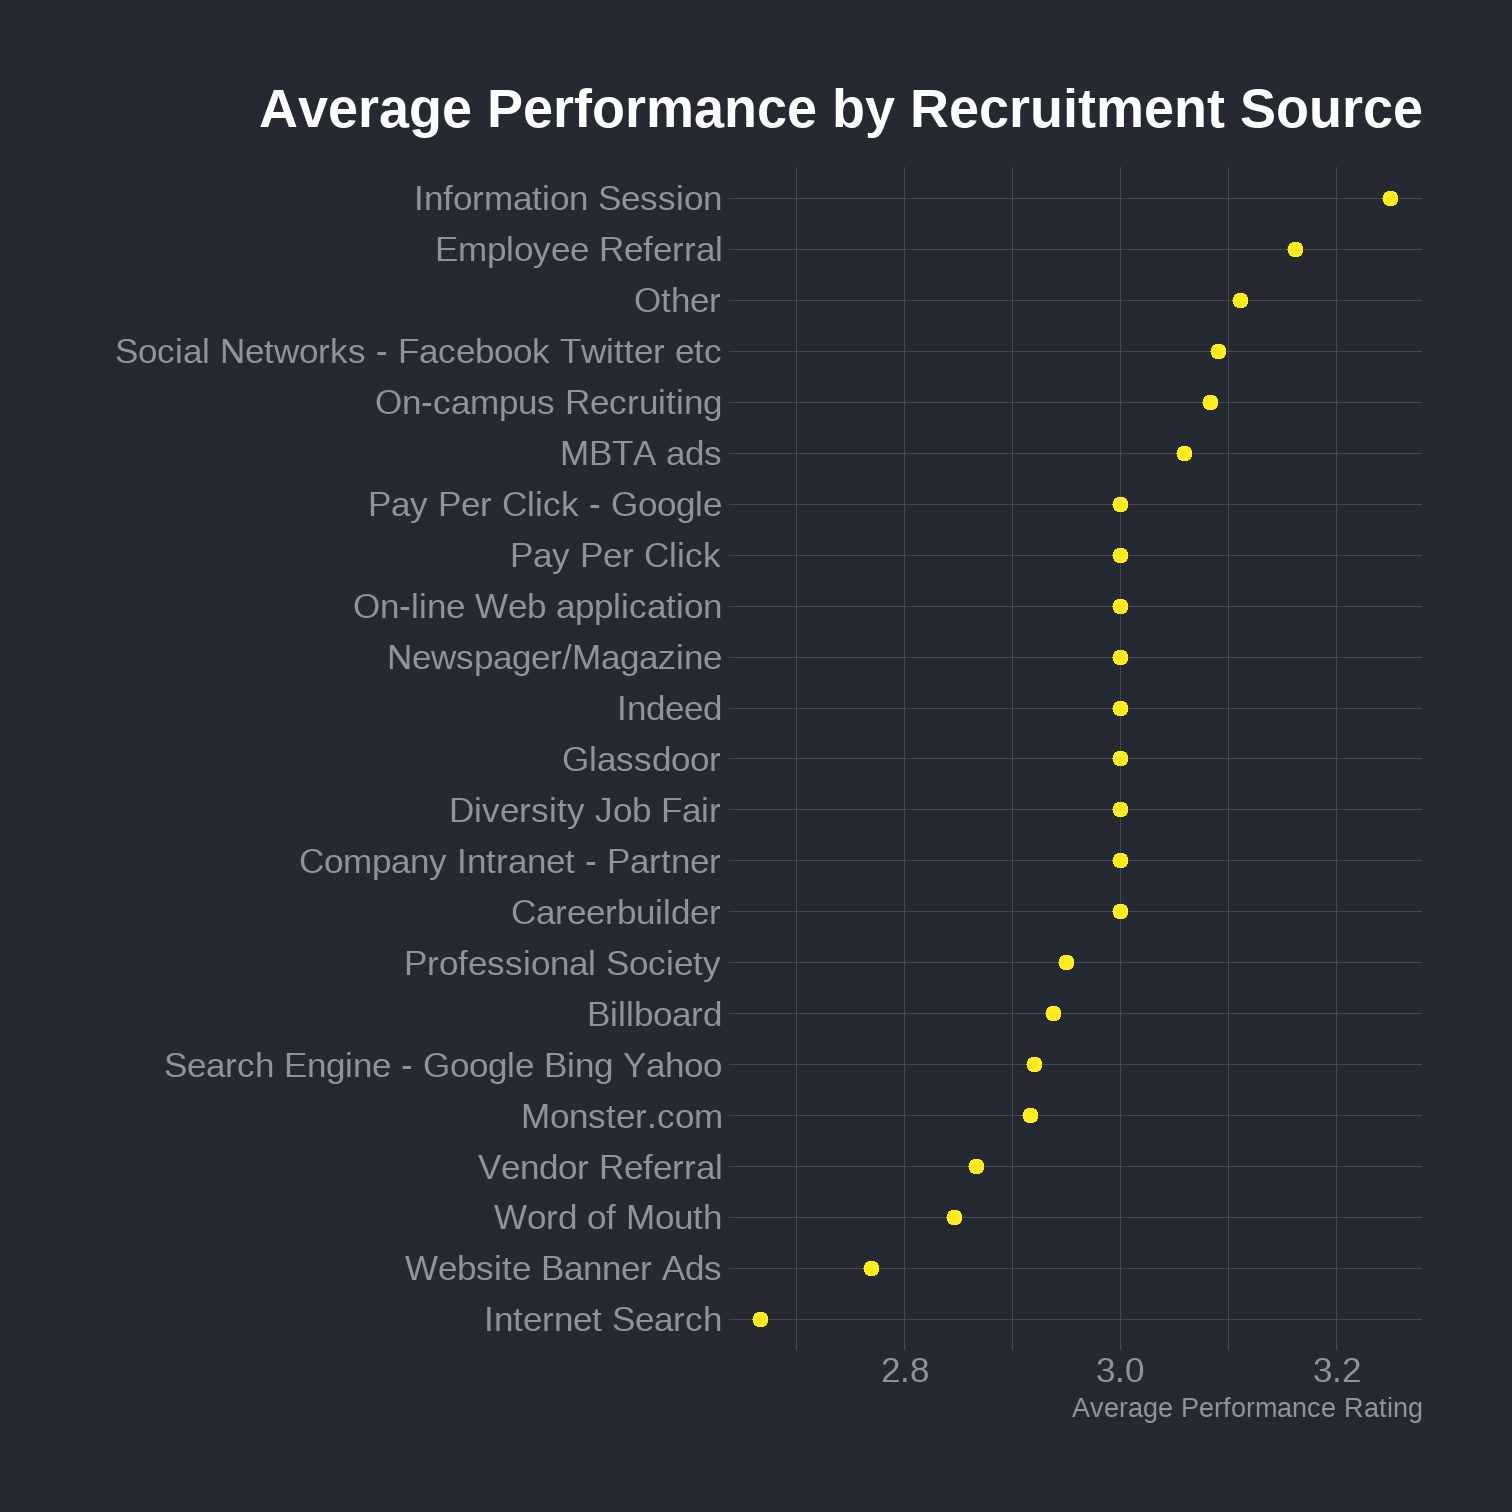 Average Performance by Recruitment Source
Information Session
Employee Referral
Other
Social Networks - Facebook Twitter etc
On-campus Recruiting
MBTA ads
Pay Per Click - Google
Pay Per Click
On-line Web application
Newspager/Magazine
Indeed
Glassdoor
Diversity Job Fair
Company Intranet - Partner
Careerbuilder
Professional Society
Billboard
Search Engine - Google Bing Yahoo
Monster.com
Vendor Referral
Word of Mouth
Website Banner Ads
Internet Search
2.8 3.0 3.2
Average Performance Rating